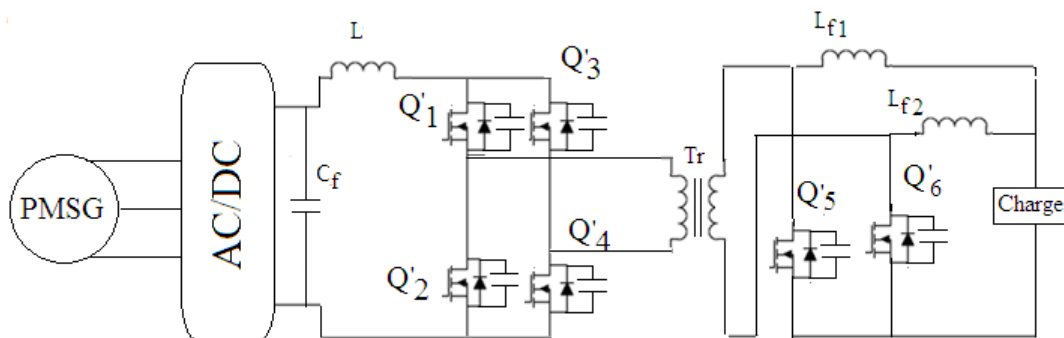 PMSG
AC/DC
Cf
L
Q'1
Q'2
Q'3
Q'4
Tr
Lf1
Lf2
Q'5
Q'6
Charge